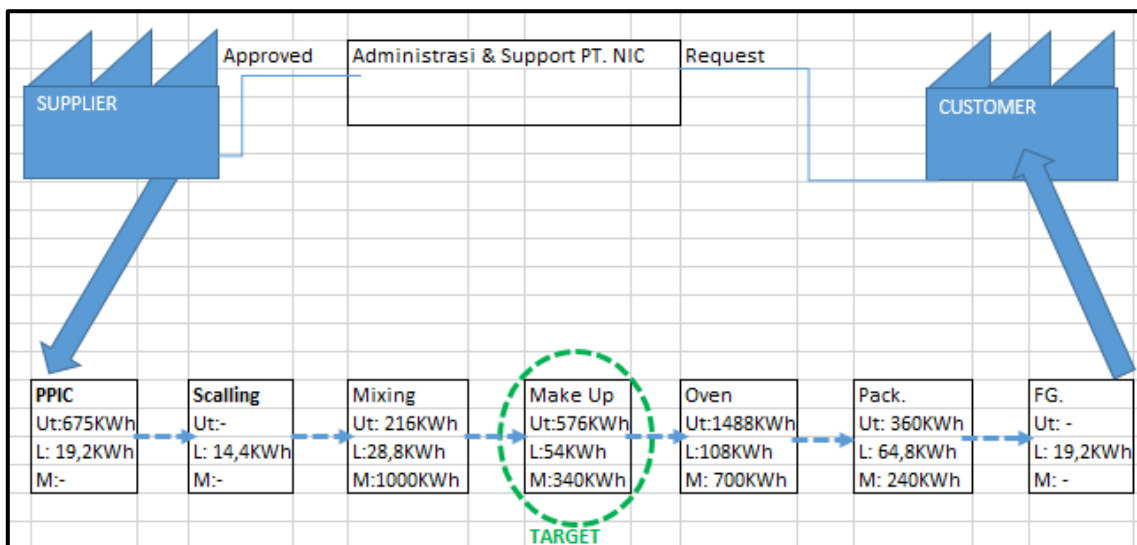 Approved
Administrasi & Support PT. NIC
Request
SUPPLIER
CUSTOMER
PPIC
Ut:675KWh
L: 19,2KWh
M:-
Scalling
Ut:-
L: 14,4KWh
M:-
Mixing
Ut: 216KWh
L:28,8KWh
M:1000KWh
Make Up
Ut:576KWh
L:54KWh
M:340KWh
Oven
Ut:1488KWh
L:108KWh
M: 700KWh
Pack.
Ut: 360KWh
L: 64,8KWh
M: 240KWh
FG.
Ut: -
L: 19,2KWh
M: -
TARGET